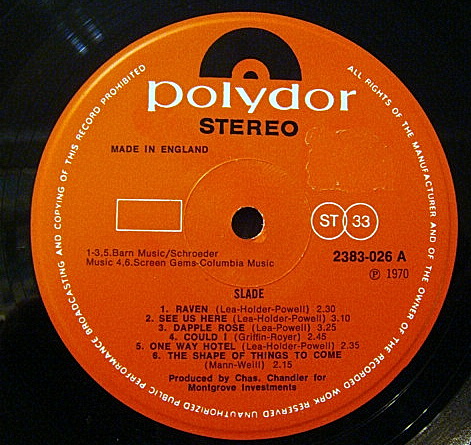 polydor
STEREO
MADE IN ENGLAND
ST 33
2383-026 A
℗ 1970
1-3,5.Barn Music/Schroeder
Music 4,6.Screen Gems-Columbia Music
SLADE
1. RAVEN (Lea-Holder-Powell) 2.30
2. SEE US HERE (Lea-Holder-Powell) 3.10
3. DAPPLE ROSE (Lea-Holder-Powell) 3.25
4. COULD I (Griffin-Royer) 2.45
5. ONE WAY HOTEL (Lea-Holder-Powell) 2.35
6. THE SHAPE OF THINGS TO COME
(Mann-Weill) 2.15
Produced by Chas. Chandler for
Montgrove Investments
ALL RIGHTS OF THE MANUFACTURER AND OF THE OWNER OF THE RECORDED WORK RESERVED UNAUTHORIZED PUBLIC PERFORMANCE BROADCASTING AND COPYING OF THIS RECORD PROHIBITED